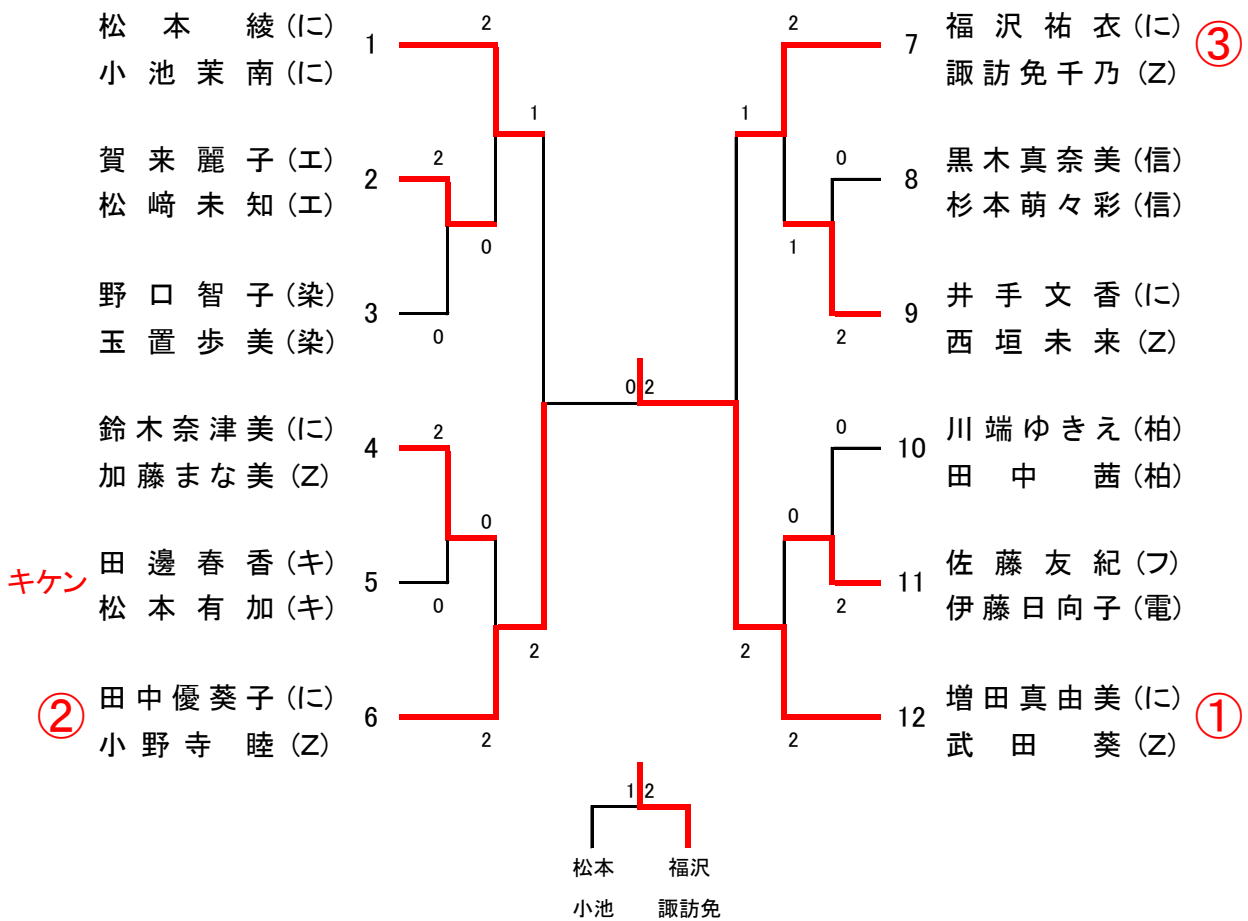 松本綾(に) 1 2
小池茉南(に)
1
賀来麗子(エ) 2 2
松﨑未知(エ)
0
野口智子(染) 3
玉置歩美(染) 0
鈴木奈津美(に) 4 2
加藤まな美(Z)
0
キケン 田邊春香(キ) 5
松本有加(キ) 0
2
② 田中優葵子(に) 6
小野寺睦(Z) 2
0 2
2 7 福沢祐衣(に) ③
諏訪免千乃(Z)
1
0 8 黒木真奈美(信)
杉本萌々彩(信)
1
9 井手文香(に)
2 西垣未来(Z)
0 10 川端ゆきえ(柏)
田中茜(柏)
0
11 佐藤友紀(フ)
2 伊藤日向子(電)
2
12 増田真由美(に) ①
2 武田葵(Z)
1 2
松本 福沢
小池 諏訪免